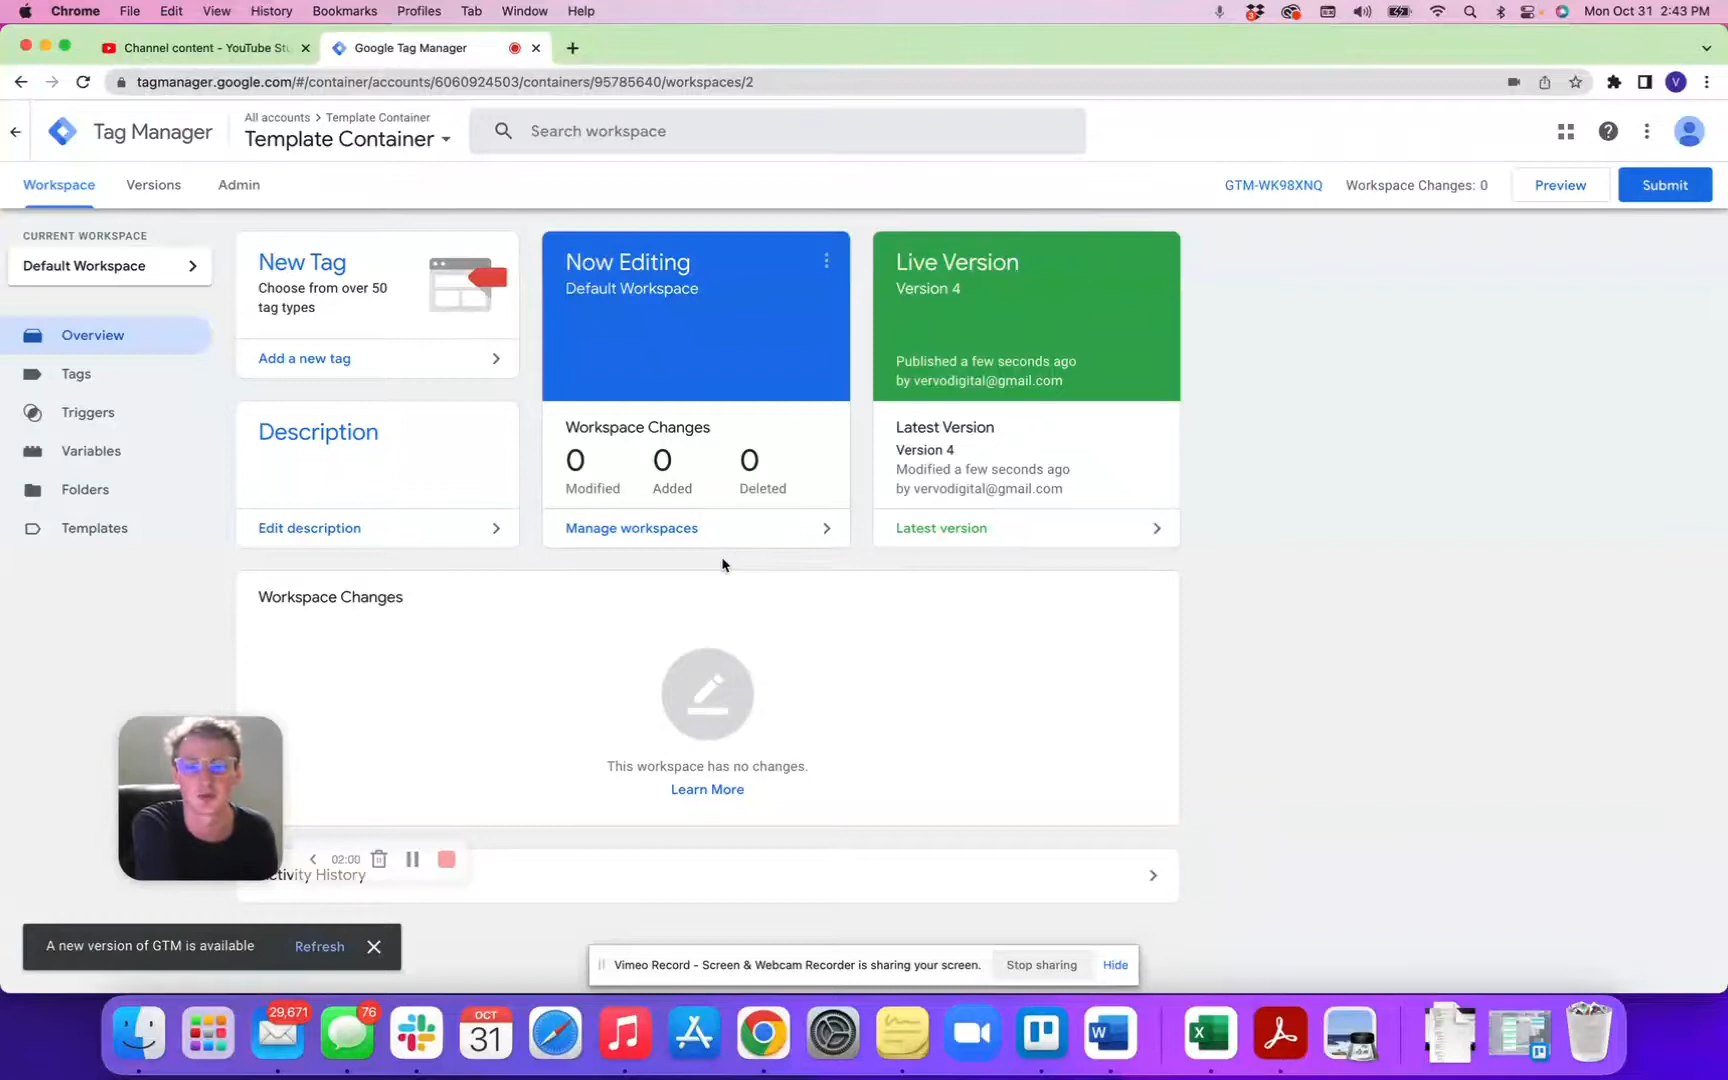 Chrome File Edit View History Bookmarks Profiles Tab Window Help Mon Oct 31 2:43 PM
Channel content - YouTube Stu Google Tag Manager
tagmanager.google.com/#/container/accounts/6060924503/containers/95785640/workspaces/2 V
All accounts > Template Container
Tag Manager Template Container Search workspace
Workspace Versions Admin GTM-WK98XNQ Workspace Changes: 0 Preview Submit
CURRENT WORKSPACE
Default Workspace
Overview
Tags
Triggers
Variables
Folders
Templates
New Tag
Choose from over 50
tag types
Add a new tag
Description
Edit description
Now Editing
Default Workspace
Workspace Changes
0 0 0
Modified Added Deleted
Manage workspaces
Live Version
Version 4
Published a few seconds ago
by vervodigital@gmail.com
Latest Version
Version 4
Modified a few seconds ago
by vervodigital@gmail.com
Latest version
Workspace Changes
This workspace has no changes.
Learn More
02:00
ctivity History
A new version of GTM is available Refresh
Vimeo Record - Screen & Webcam Recorder is sharing your screen. Stop sharing Hide
29,671 76 OCT
31 W X